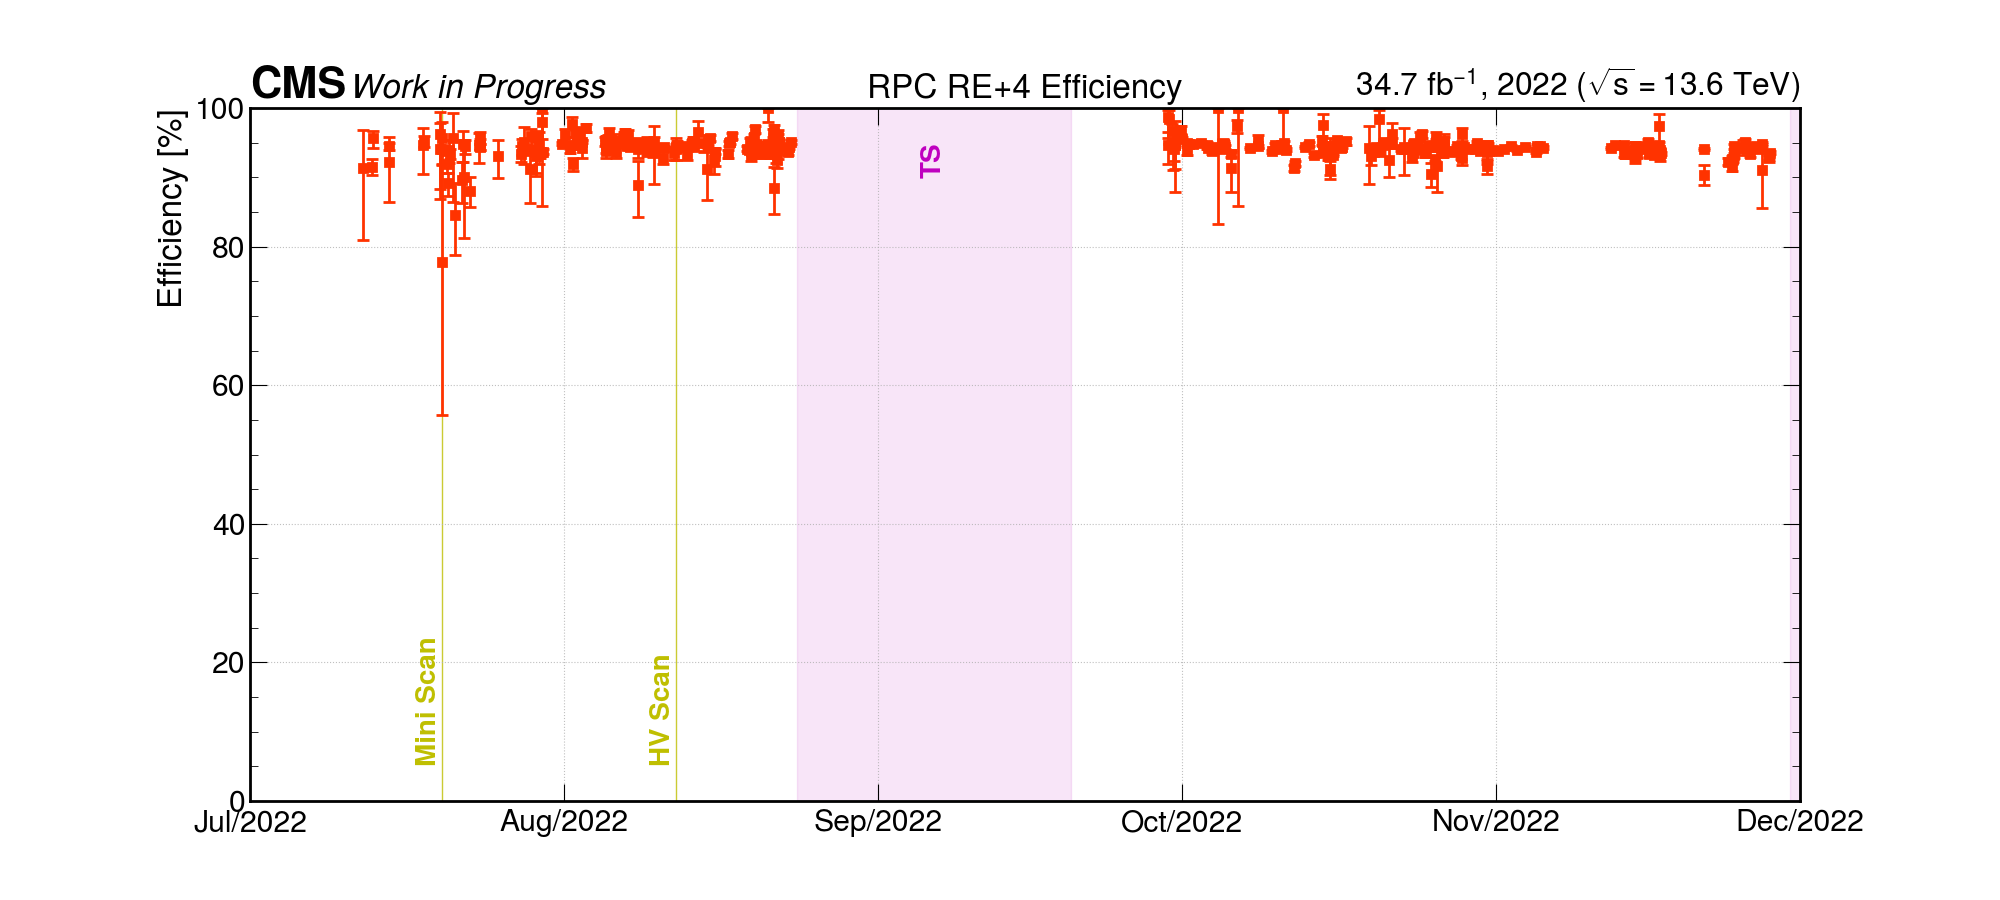 CMS Work in Progress RPC RE+4 Efficiency 34.7 fb⁻¹, 2022 (√s = 13.6 TeV)
Efficiency [%]
100
80
60
40
20
0
TS
Mini Scan
HV Scan
Jul/2022 Aug/2022 Sep/2022 Oct/2022 Nov/2022 Dec/2022